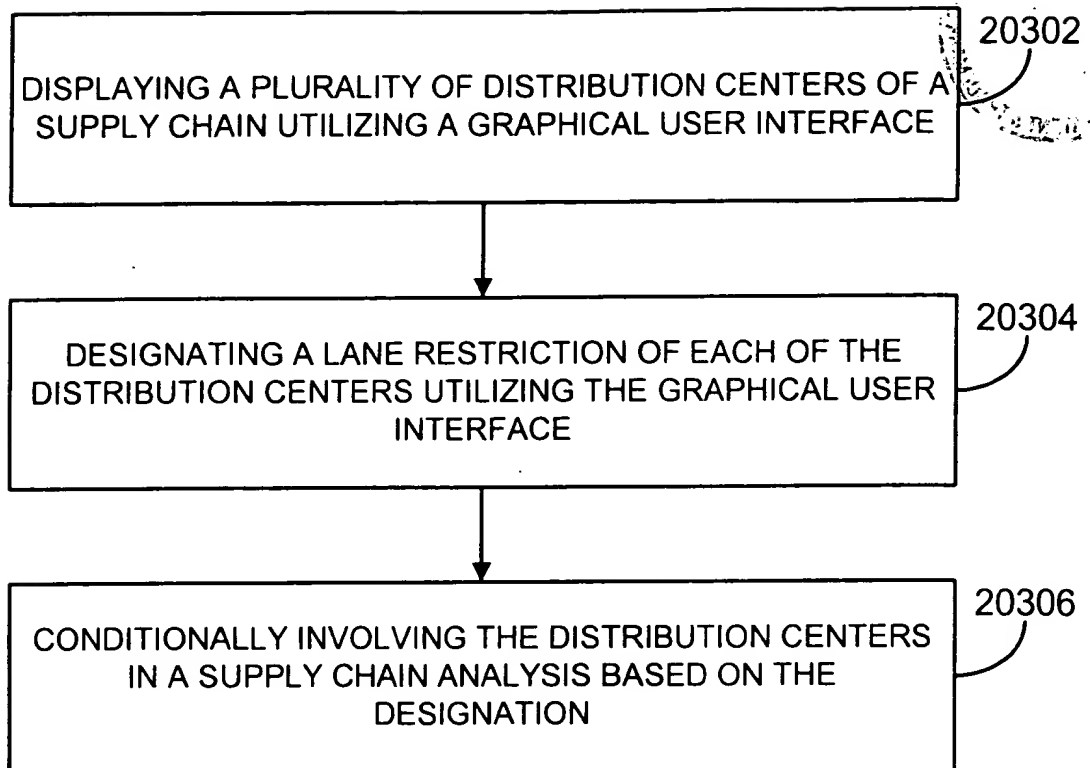 20302
DISPLAYING A PLURALITY OF DISTRIBUTION CENTERS OF A
SUPPLY CHAIN UTILIZING A GRAPHICAL USER INTERFACE
20304
DESIGNATING A LANE RESTRICTION OF EACH OF THE
DISTRIBUTION CENTERS UTILIZING THE GRAPHICAL USER
INTERFACE
20306
CONDITIONALLY INVOLVING THE DISTRIBUTION CENTERS
IN A SUPPLY CHAIN ANALYSIS BASED ON THE
DESIGNATION